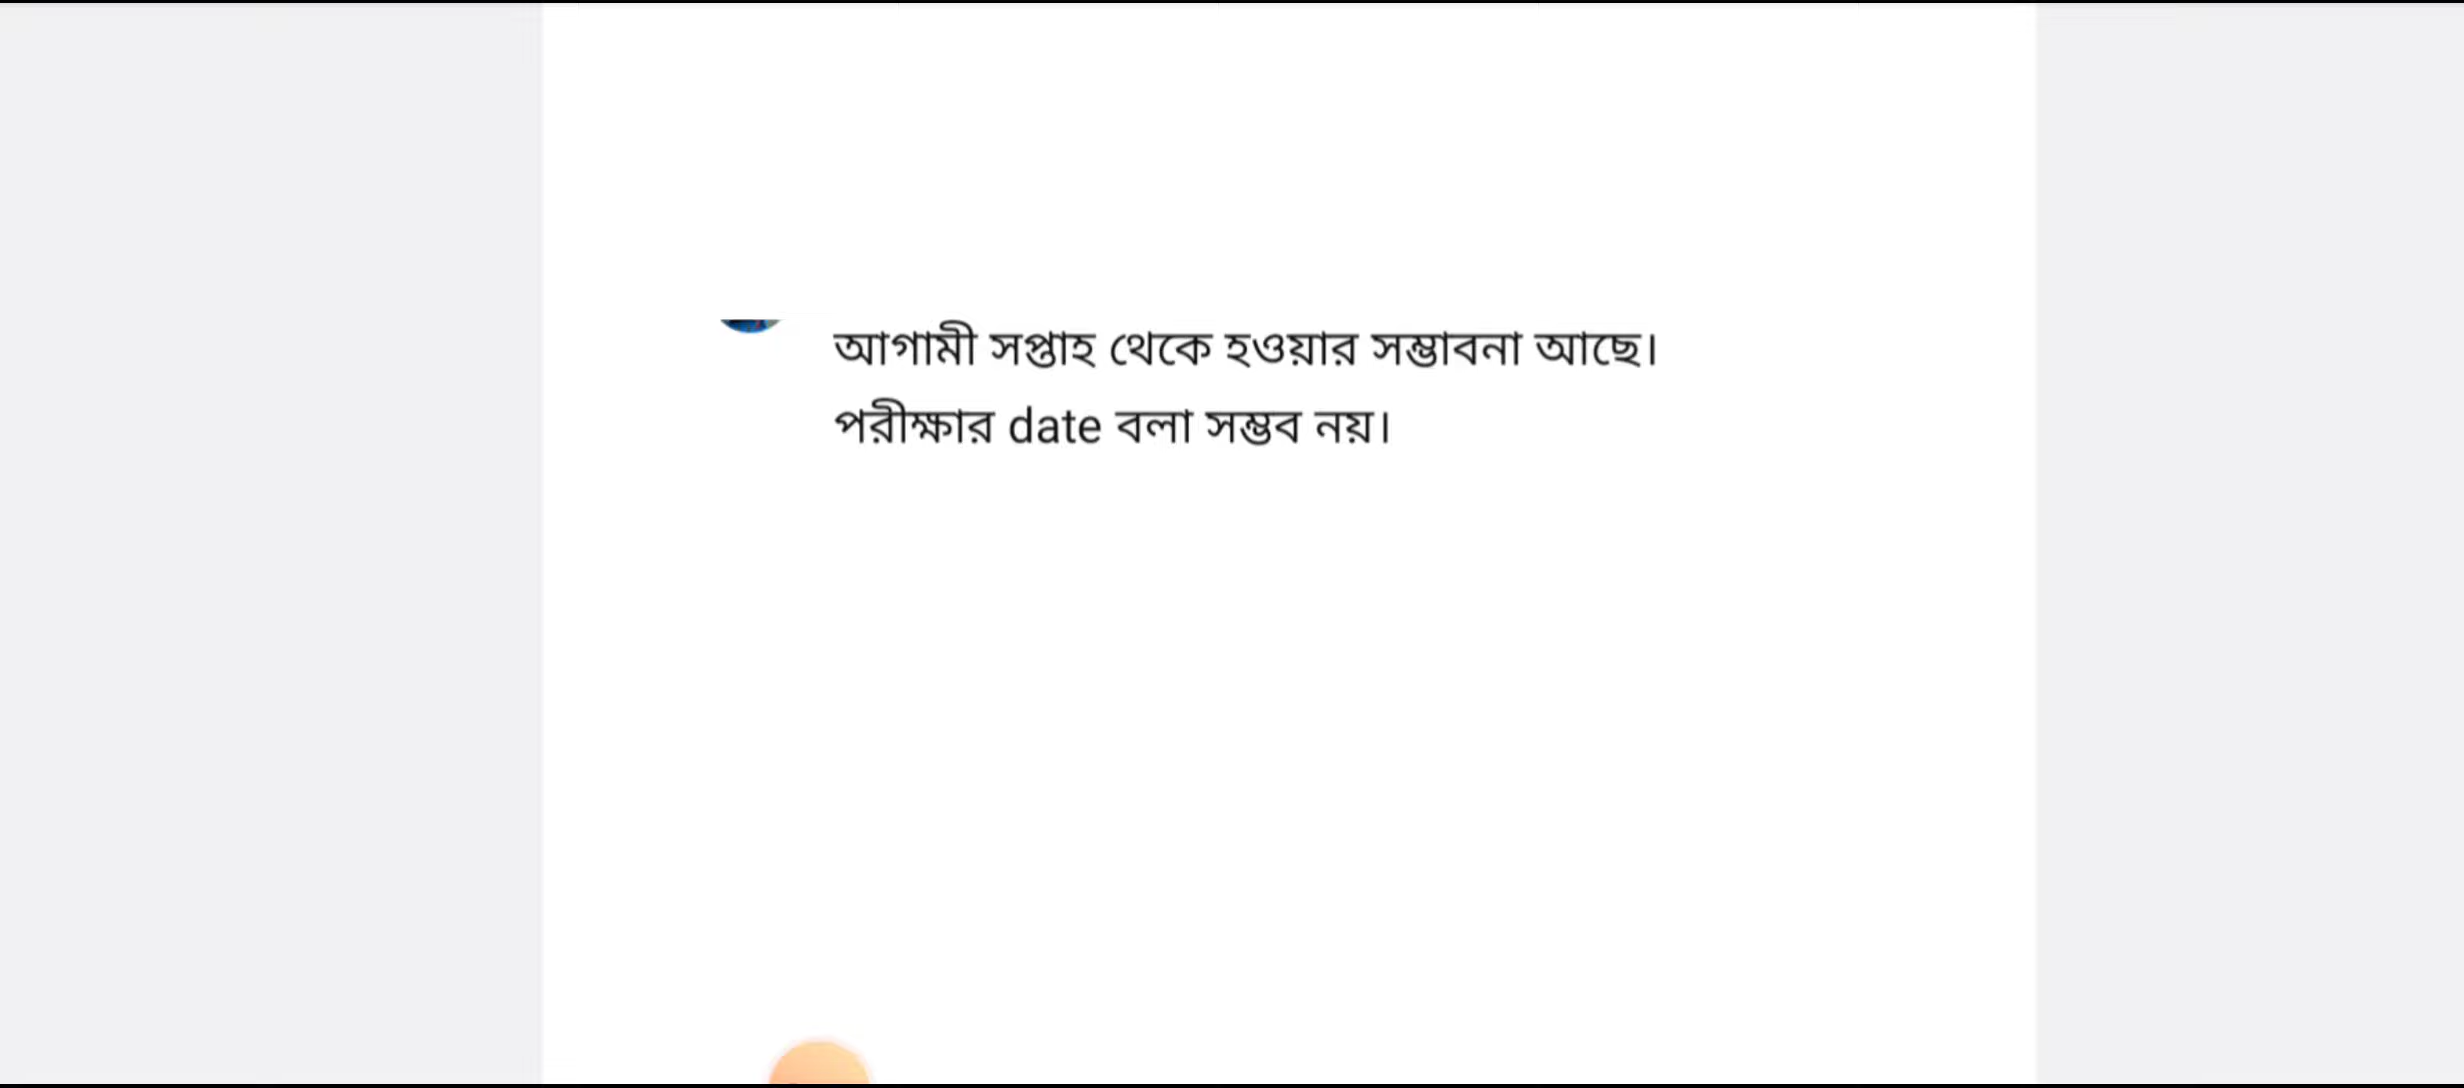 আগামী সপ্তাহ থেকে হওয়ার সম্ভাবনা আছে।
পরীক্ষার date বলা সম্ভব নয়।